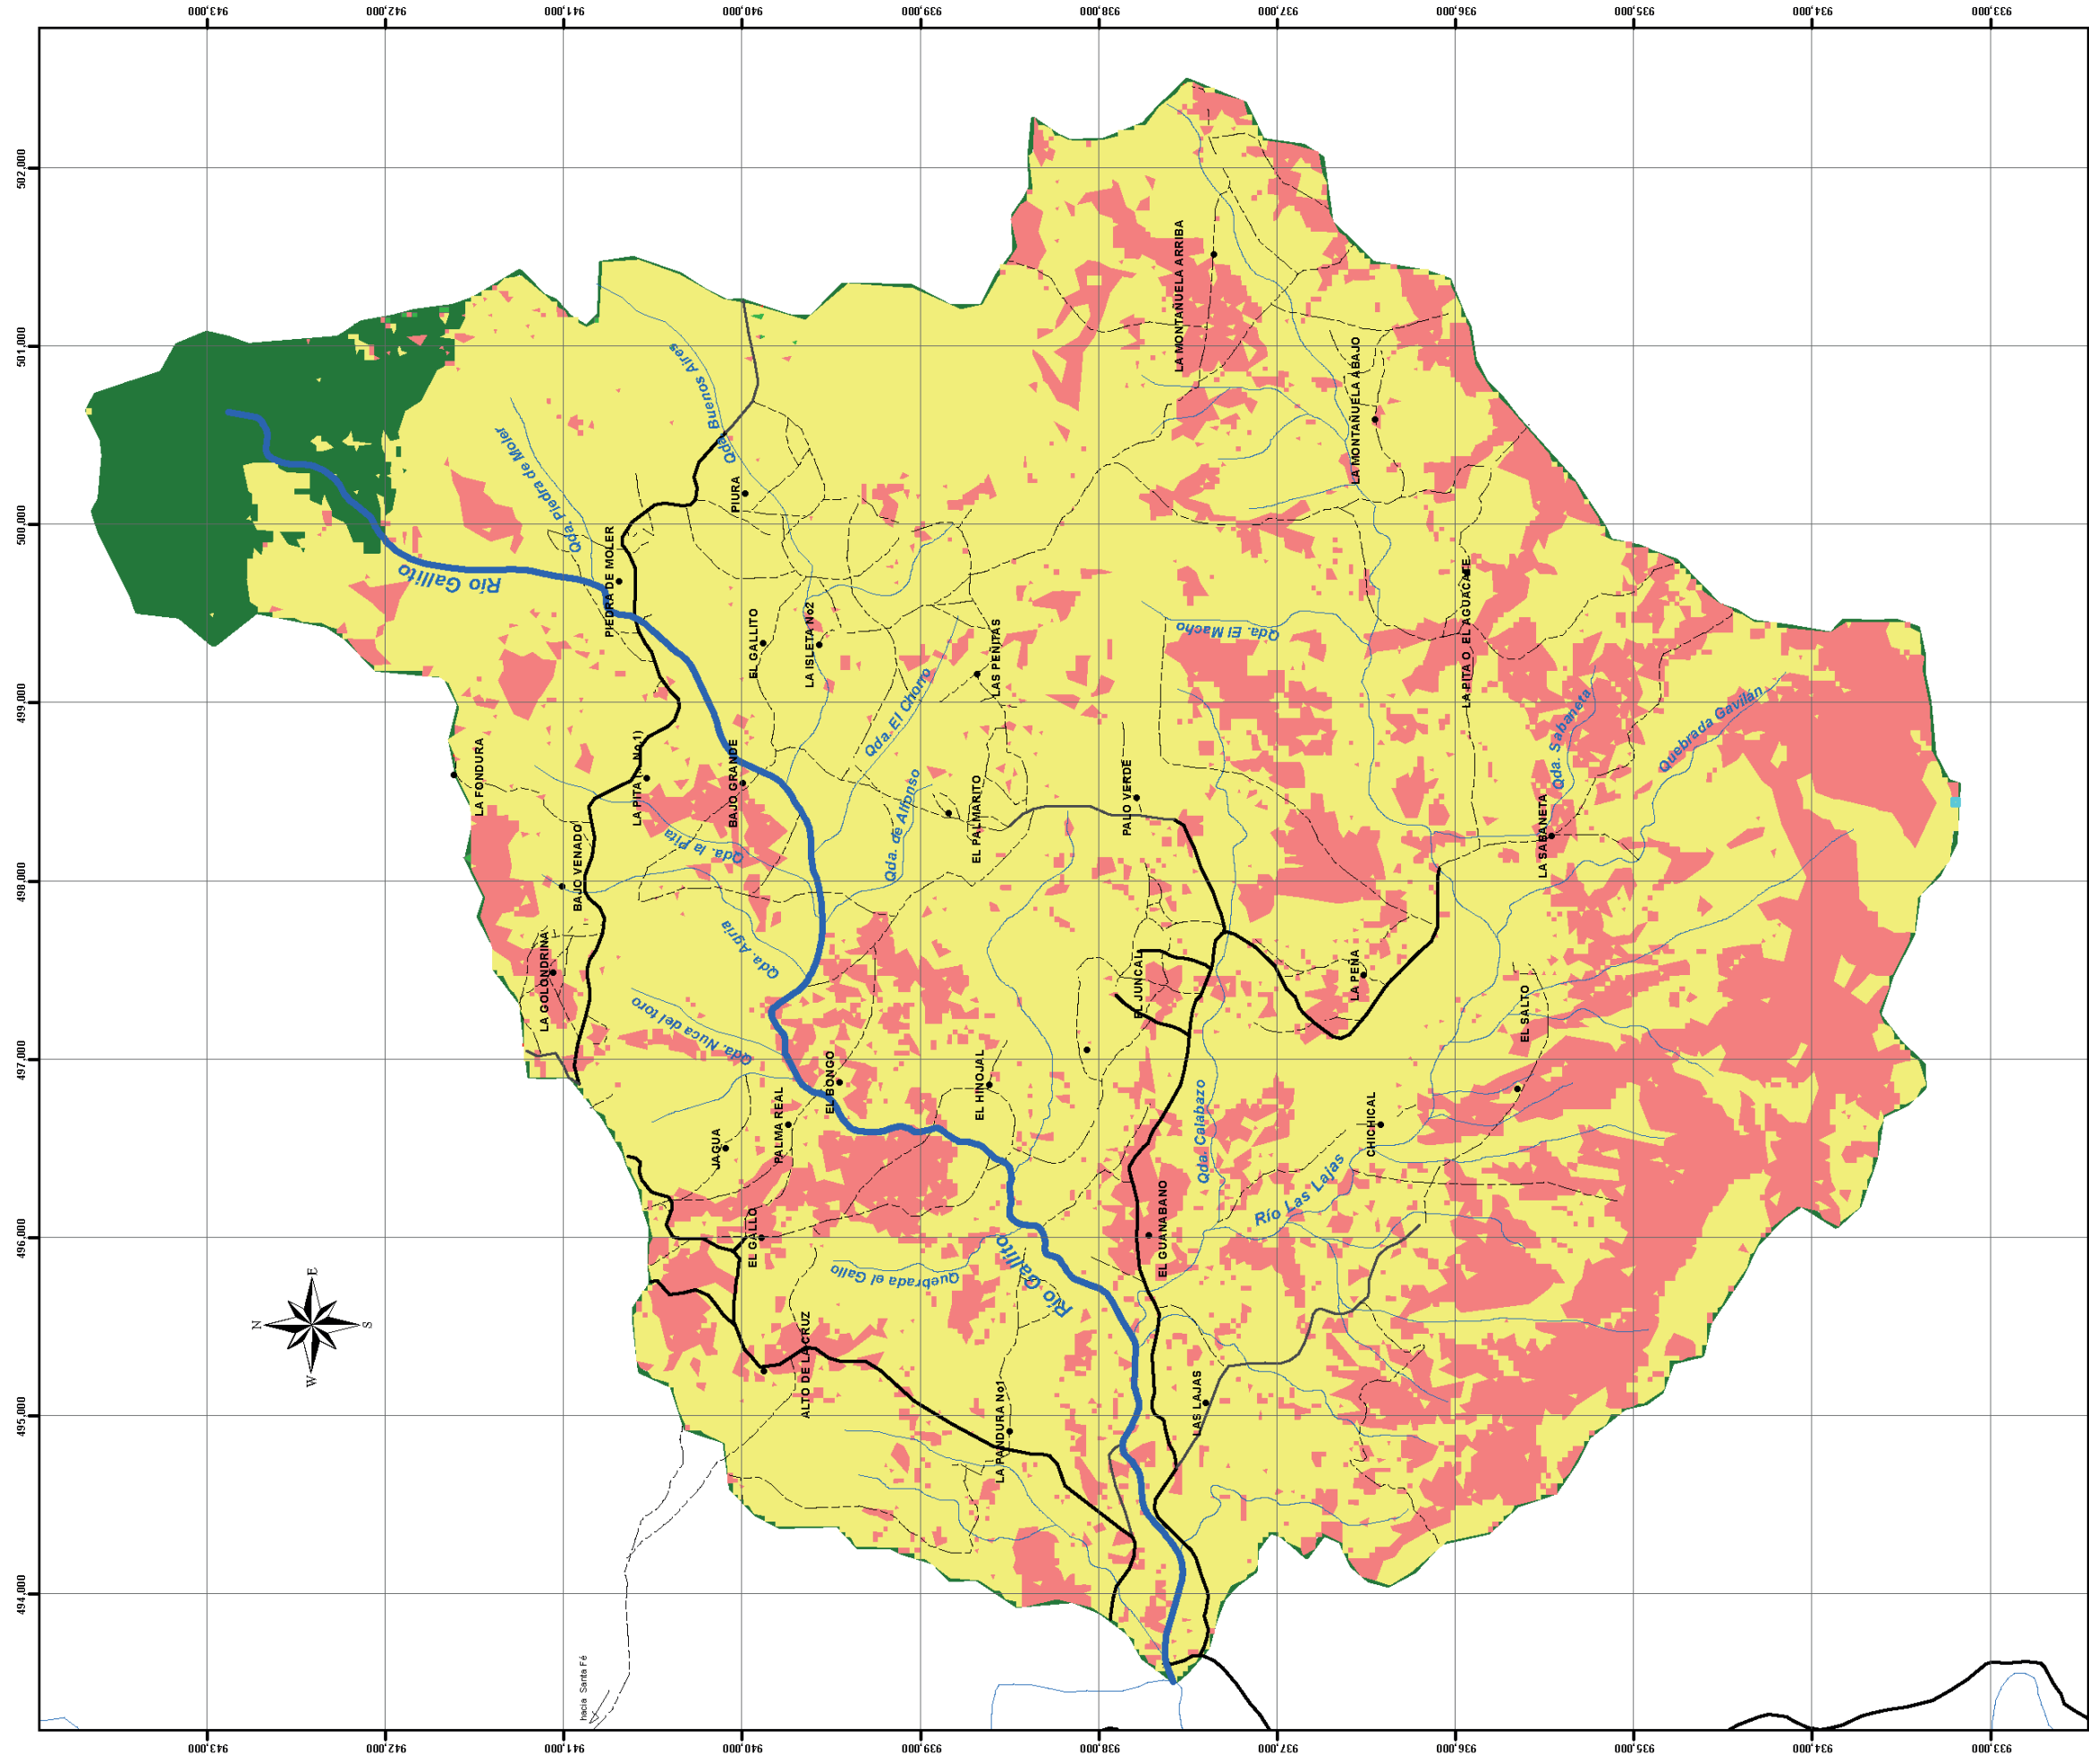 943,000
942,000
941,000
940,000
939,000
938,000
937,000
936,000
935,000
934,000
933,000
502,000
501,000
500,000
499,000
498,000
497,000
496,000
495,000
494,000
LA MONTAÑUELA ARRIBA
LA MONTAÑUELA ABAJO
Qda. Buenos Aires
Qda. Piedra de Moler
PIURA
PIEDRA DE MOLER
Río Gallito
EL GALLITO
LA ISLETA No2
LAS PEÑITAS
Qda. El Macho
LA PITA O EL AGUACATE
Qda. El Chorro
Qda. Sabaneta
Quebrada Gavilán
LA FONDURA
BAJO GRANDE
Qda. de Alfonso
EL PALMARITO
PALO VERDE
LA SABANETA
BAJO VENADO
Qda. la Pita
Qda. Agria
LA GOLONDRINA
Qda. Nuca del toro
EL JUNCAL
LA PEÑA
EL SALTO
EL BONGO
EL HINOJAL
PALMA REAL
JAGUA
Qda. Calabazo
CHICHICAL
Río Las Lajas
EL GALLO
EL GUANABANO
Quebrada el Gallo
Río Gallito
N
E
S
W
ALTO DE LA CRUZ
LAS LAJAS
LA PANDURA No1
hacia Santa Fé
943,000
942,000
941,000
940,000
939,000
938,000
937,000
936,000
935,000
934,000
933,000